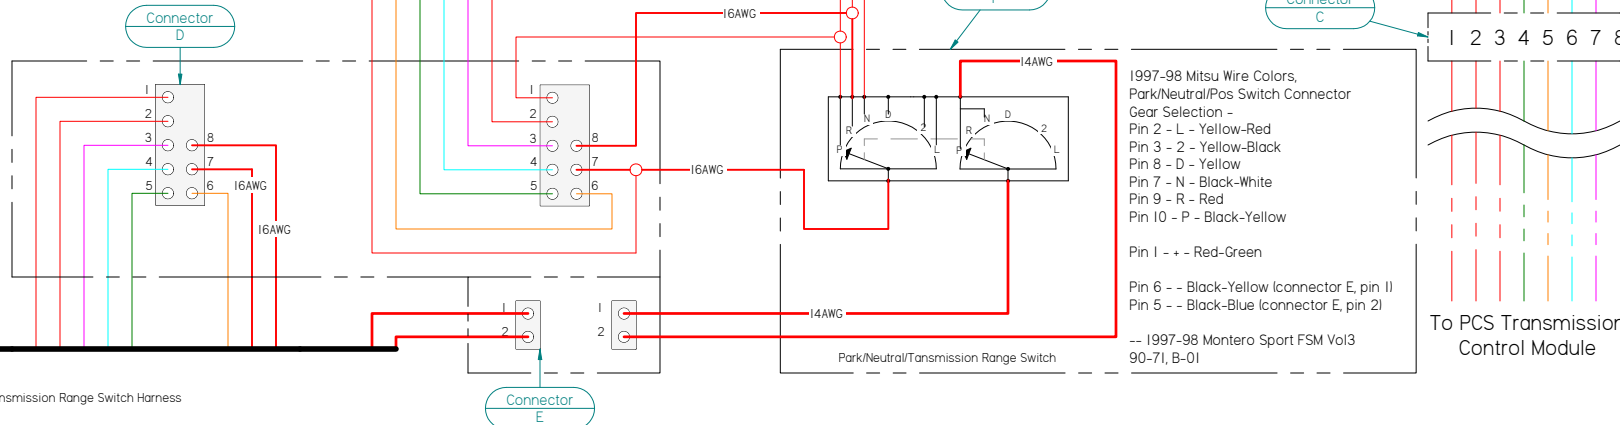 Connector
D
16AWG
Connector
C
1 2 3 4 5 6 7 8
14AWG
1997-98 Mitsu Wire Colors,
Park/Neutral/Pos Switch Connector
Gear Selection -
Pin 2 - L - Yellow-Red
Pin 3 - 2 - Yellow-Black
Pin 8 - D - Yellow
Pin 7 - N - Black-White
Pin 9 - R - Red
Pin 10 - P - Black-Yellow
Pin 1 - + - Red-Green
Pin 6 - - Black-Yellow (connector E, pin 1)
Pin 5 - - Black-Blue (connector E, pin 2)
-- 1997-98 Montero Sport FSM Vol3
90-71, B-01
1
2
3
4
5
8
7
6
16AWG
16AWG
1
2
3
4
5
8
7
6
16AWG
P
R
N
D
2
L
P
R
N
D
2
L
To PCS Transmission
Control Module
1
2
1
2
14AWG
Park/Neutral/Tansmission Range Switch
nsmission Range Switch Harness
Connector
E